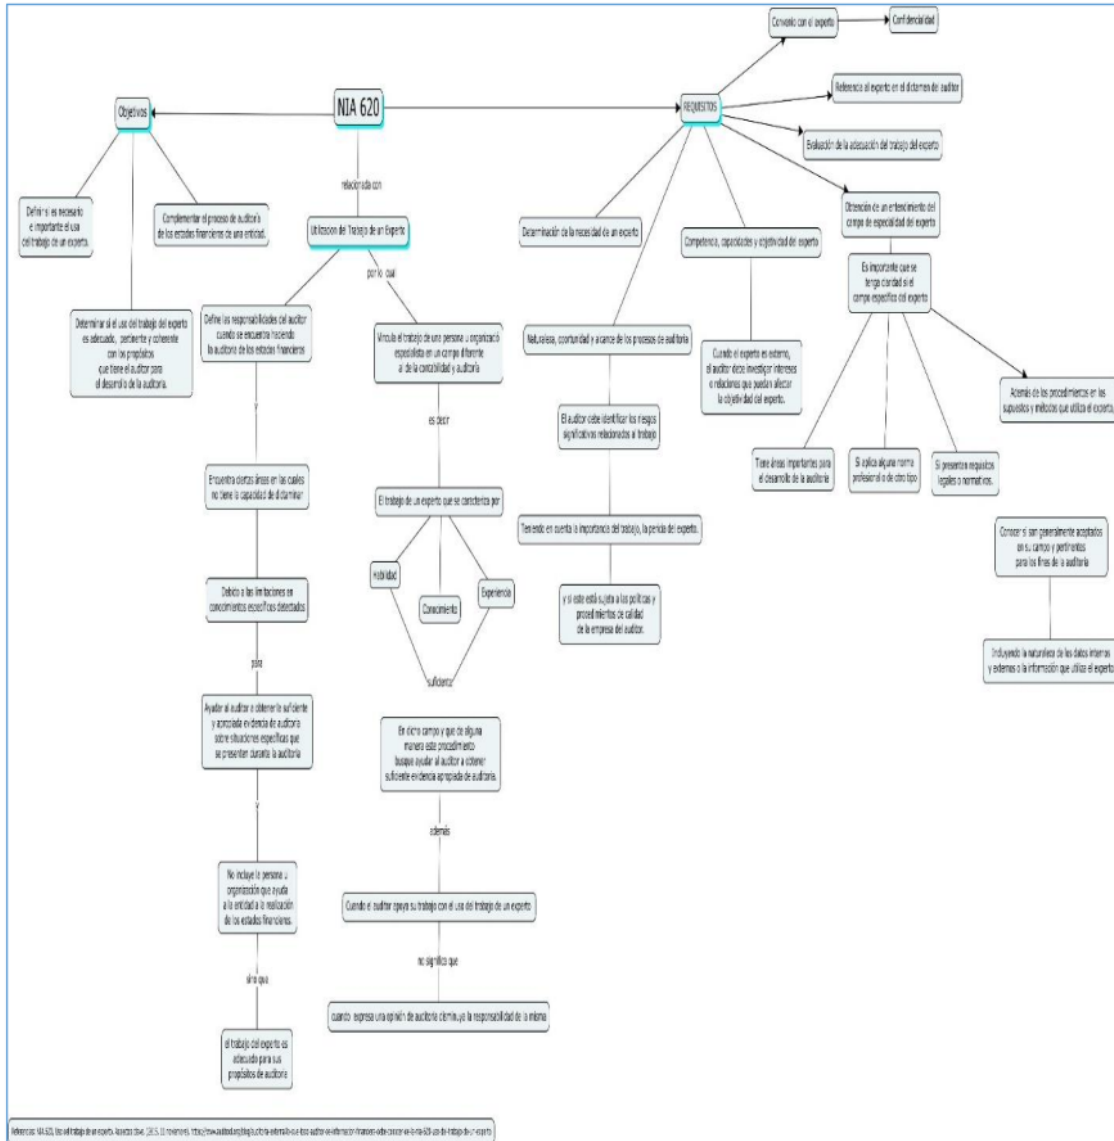 Convenio con el experto
Confidencialidad
NIA 620
Objetivos
REQUISITOS
Referencia al experto en el dictamen del auditor
Evaluación de la adecuación del trabajo del experto
relacionada con
Definir si es necesario
e importante el uso
del trabajo de un experto.
Complementar el proceso de auditoría
de los estados financieros de una entidad.
Utilización del Trabajo de un Experto
Determinación de la necesidad de un experto
Competencia, capacidades y objetividad del experto
Obtención de un entendimiento del
campo de especialidad del experto
por lo cual
Es importante que se
tenga claridad si el
campo específico del experto
Determinar si el uso del trabajo del experto
es adecuado, pertinente y coherente
con los propósitos
que tiene el auditor para
el desarrollo de la auditoría.
Define las responsabilidades del auditor
cuando se encuentra haciendo
la auditoría de los estados financieros
Vincula el trabajo de una persona u organizació
especialista en un campo diferente
al de la contabilidad y auditoría
Naturaleza, oportunidad y alcance de los procesos de auditoría
Cuando el experto es externo,
el auditor debe investigar intereses
o relaciones que puedan afectar
la objetividad del experto.
Además de los procedimientos en los
supuestos y métodos que utiliza el experto,
y
es decir
El auditor debe identificar los riesgos
significativos relacionados al trabajo
Tiene áreas importantes para
el desarrollo de la auditoría
Si aplica alguna norma
profesional o de otro tipo
Si presentan requisitos
legales o normativos.
Encuentra ciertas áreas en las cuales
no tiene la capacidad de dictaminar
El trabajo de un experto que se caracteriza por
Teniendo en cuenta la importancia del trabajo, la pericia del experto.
Conocer si son generalmente aceptados
en su campo y pertinentes
para los fines de la auditoría
Habilidad
Conocimiento
Experiencia
Debido a las limitaciones en
conocimientos específicos detectados
y si este está sujeto a las políticas y
procedimientos de calidad
de la empresa del auditor.
Incluyendo la naturaleza de los datos internos
y externos o la información que utiliza el experto
para
suficiente
Ayudar al auditor a obtener la suficiente
y apropiada evidencia de auditoría
sobre situaciones específicas que
se presenten durante la auditoría
En dicho campo y que de alguna
manera este procedimiento
busque ayudar al auditor a obtener
suficiente evidencia apropiada de auditoría.
y
además
No incluye la persona u
organización que ayuda
a la entidad a la realización
de los estados financieros.
Cuando el auditor apoya su trabajo con el uso del trabajo de un experto
sino que
no significa que
cuando expresa una opinión de auditoría disminuya la responsabilidad de la misma
el trabajo del experto es
adecuado para sus
propósitos de auditoría
Referencias: NIA 620, Uso del trabajo de un experto. Aspectos clave. (2015, 11 noviembre).